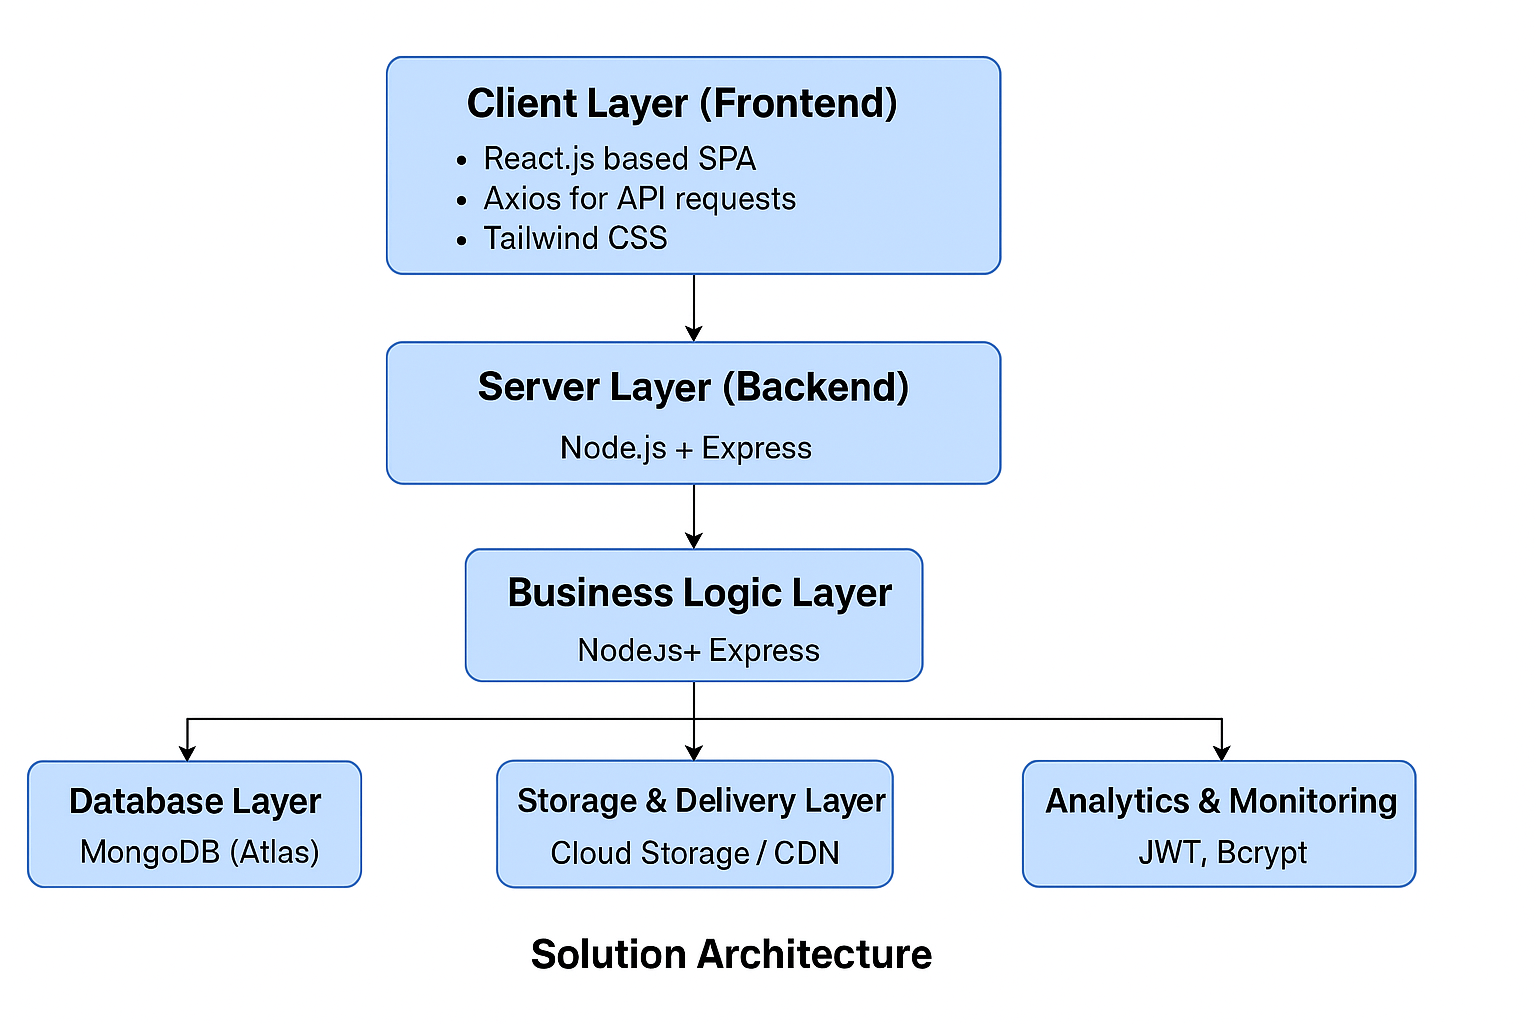 Client Layer (Frontend)
• React.js based SPA
• Axios for API requests
• Tailwind CSS
Server Layer (Backend)
Node.js + Express
Business Logic Layer
NodeJs+ Express
Database Layer
MongoDB (Atlas)
Storage & Delivery Layer
Cloud Storage / CDN
Analytics & Monitoring
JWT, Bcrypt
Solution Architecture